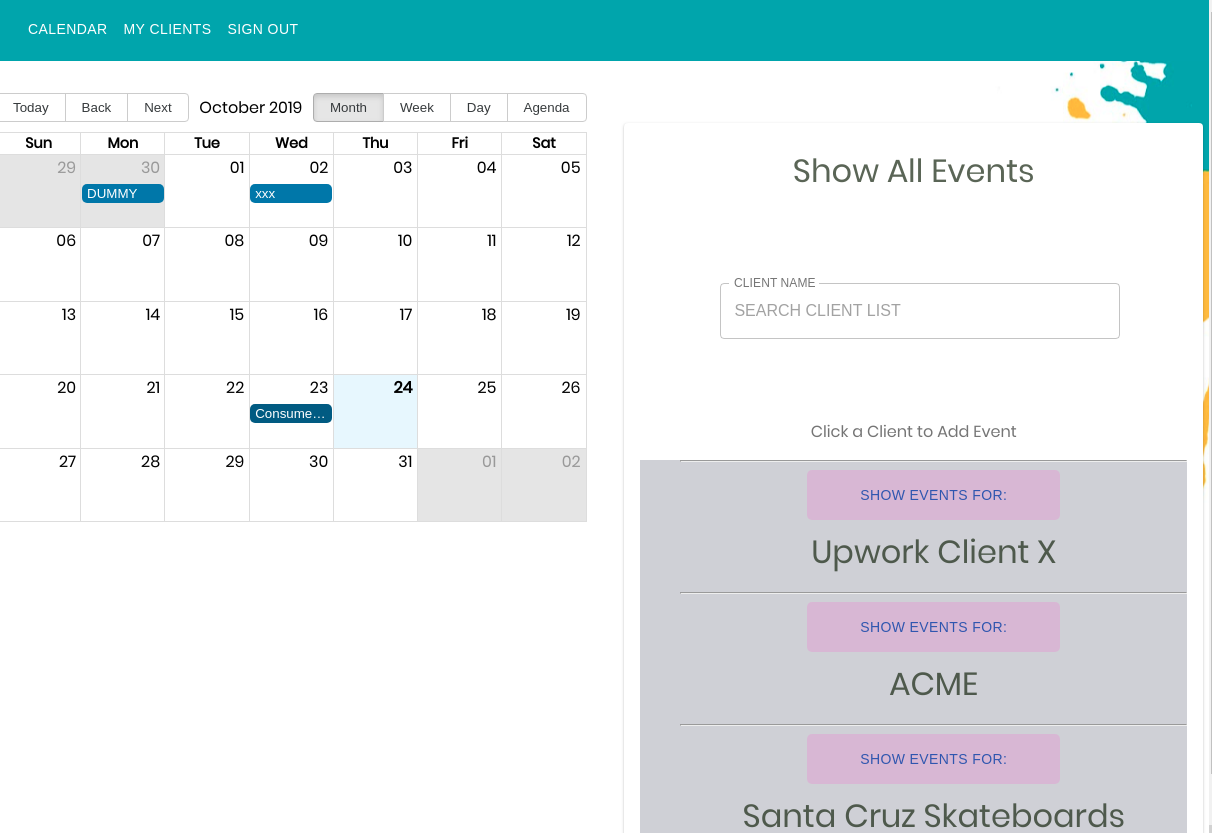 CALENDAR MY CLIENTS SIGN OUT
Today Back Next October 2019 Month Week Day Agenda
Sun Mon Tue Wed Thu Fri Sat
29 30 01 02 03 04 05
DUMMY xxx
06 07 08 09 10 11 12
13 14 15 16 17 18 19
20 21 22 23 24 25 26
Consume…
27 28 29 30 31 01 02
Show All Events
CLIENT NAME
SEARCH CLIENT LIST
Click a Client to Add Event
SHOW EVENTS FOR:
Upwork Client X
SHOW EVENTS FOR:
ACME
SHOW EVENTS FOR:
Santa Cruz Skateboards